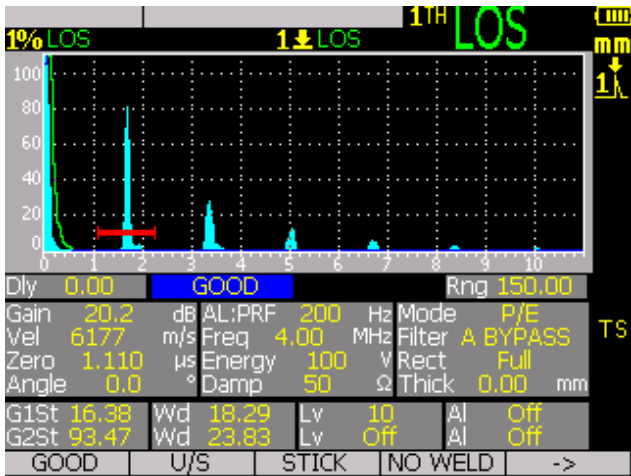 1TH LOS
1% LOS 1 LOS mm
1
100
80
60
40
20
0
0 1 2 3 4 5 6 7 8 9 10
Dly 0.00 GOOD Rng 150.00
Gain 20.2 dB AL:PRF 200 Hz Mode P/E
Vel 6177 m/s Freq 4.00 MHz Filter A BYPASS TS
Zero 1.110 µs Energy 100 V Rect Full
Angle 0.0 ° Damp 50 Ω Thick 0.00 mm
G1St 16.38 Wd 18.29 Lv 10 Al Off
G2St 93.47 Wd 23.83 Lv Off Al Off
GOOD U/S STICK NO WELD ->